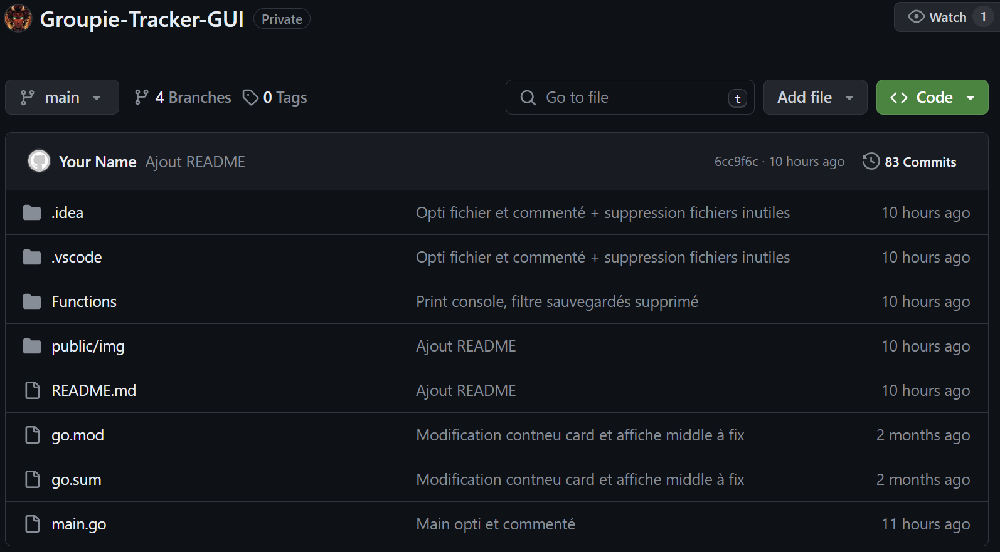 Groupie-Tracker-GUI Private Watch 1
main 4 Branches 0 Tags Go to file t Add file Code
Your Name Ajout README 6cc9f6c · 10 hours ago 83 Commits
.idea Opti fichier et commenté + suppression fichiers inutiles 10 hours ago
.vscode Opti fichier et commenté + suppression fichiers inutiles 10 hours ago
Functions Print console, filtre sauvegardés supprimé 10 hours ago
public/img Ajout README 10 hours ago
README.md Ajout README 10 hours ago
go.mod Modification contneu card et affiche middle à fix 2 months ago
go.sum Modification contneu card et affiche middle à fix 2 months ago
main.go Main opti et commenté 11 hours ago